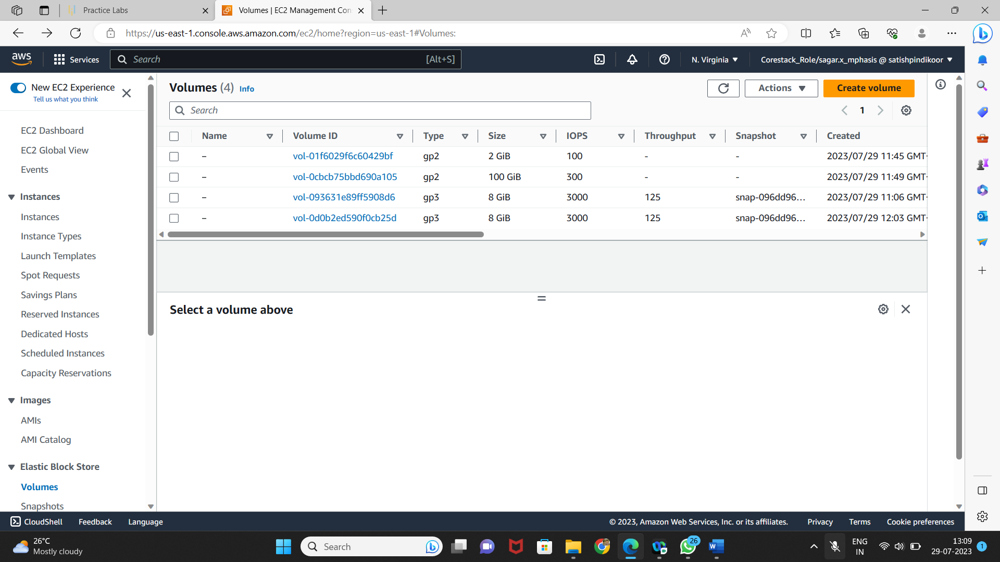 Practice Labs
Volumes | EC2 Management Con
https://us-east-1.console.aws.amazon.com/ec2/home?region=us-east-1#Volumes:
aws
Services
Search
[Alt+S]
N. Virginia
Corestack_Role/sagar.x_mphasis @ satishpindikoor
New EC2 Experience
Tell us what you think
EC2 Dashboard
EC2 Global View
Events
Instances
Instances
Instance Types
Launch Templates
Spot Requests
Savings Plans
Reserved Instances
Dedicated Hosts
Scheduled Instances
Capacity Reservations
Images
AMIs
AMI Catalog
Elastic Block Store
Volumes
Snapshots
Volumes (4) Info
Actions
Create volume
Search
1
Name Volume ID Type Size IOPS Throughput Snapshot Created
– vol-01f6029f6c60429bf gp2 2 GiB 100 - - 2023/07/29 11:45 GMT-
– vol-0cbcb75bbd690a105 gp2 100 GiB 300 - - 2023/07/29 11:49 GMT-
– vol-093631e89ff5908d6 gp3 8 GiB 3000 125 snap-096dd96... 2023/07/29 11:06 GMT-
– vol-0d0b2ed590f0cb25d gp3 8 GiB 3000 125 snap-096dd96... 2023/07/29 12:03 GMT-
Select a volume above
CloudShell
Feedback
Language
© 2023, Amazon Web Services, Inc. or its affiliates.
Privacy
Terms
Cookie preferences
26°C
Mostly cloudy
Search
26
ENG
IN
13:09
29-07-2023
1